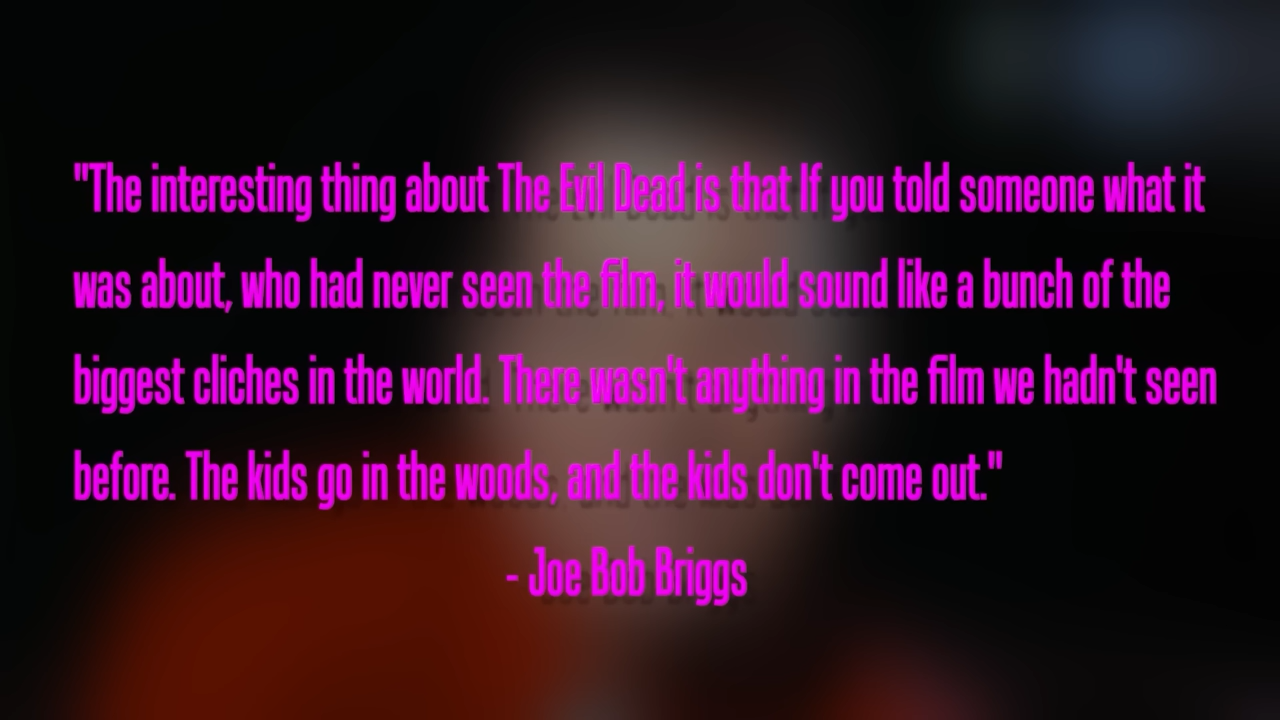 "The interesting thing about The Evil Dead is that If you told someone what it
was about, who had never seen the film, it would sound like a bunch of the
biggest cliches in the world. There wasn't anything in the film we hadn't seen
before. The kids go in the woods, and the kids don't come out."
- Joe Bob Briggs